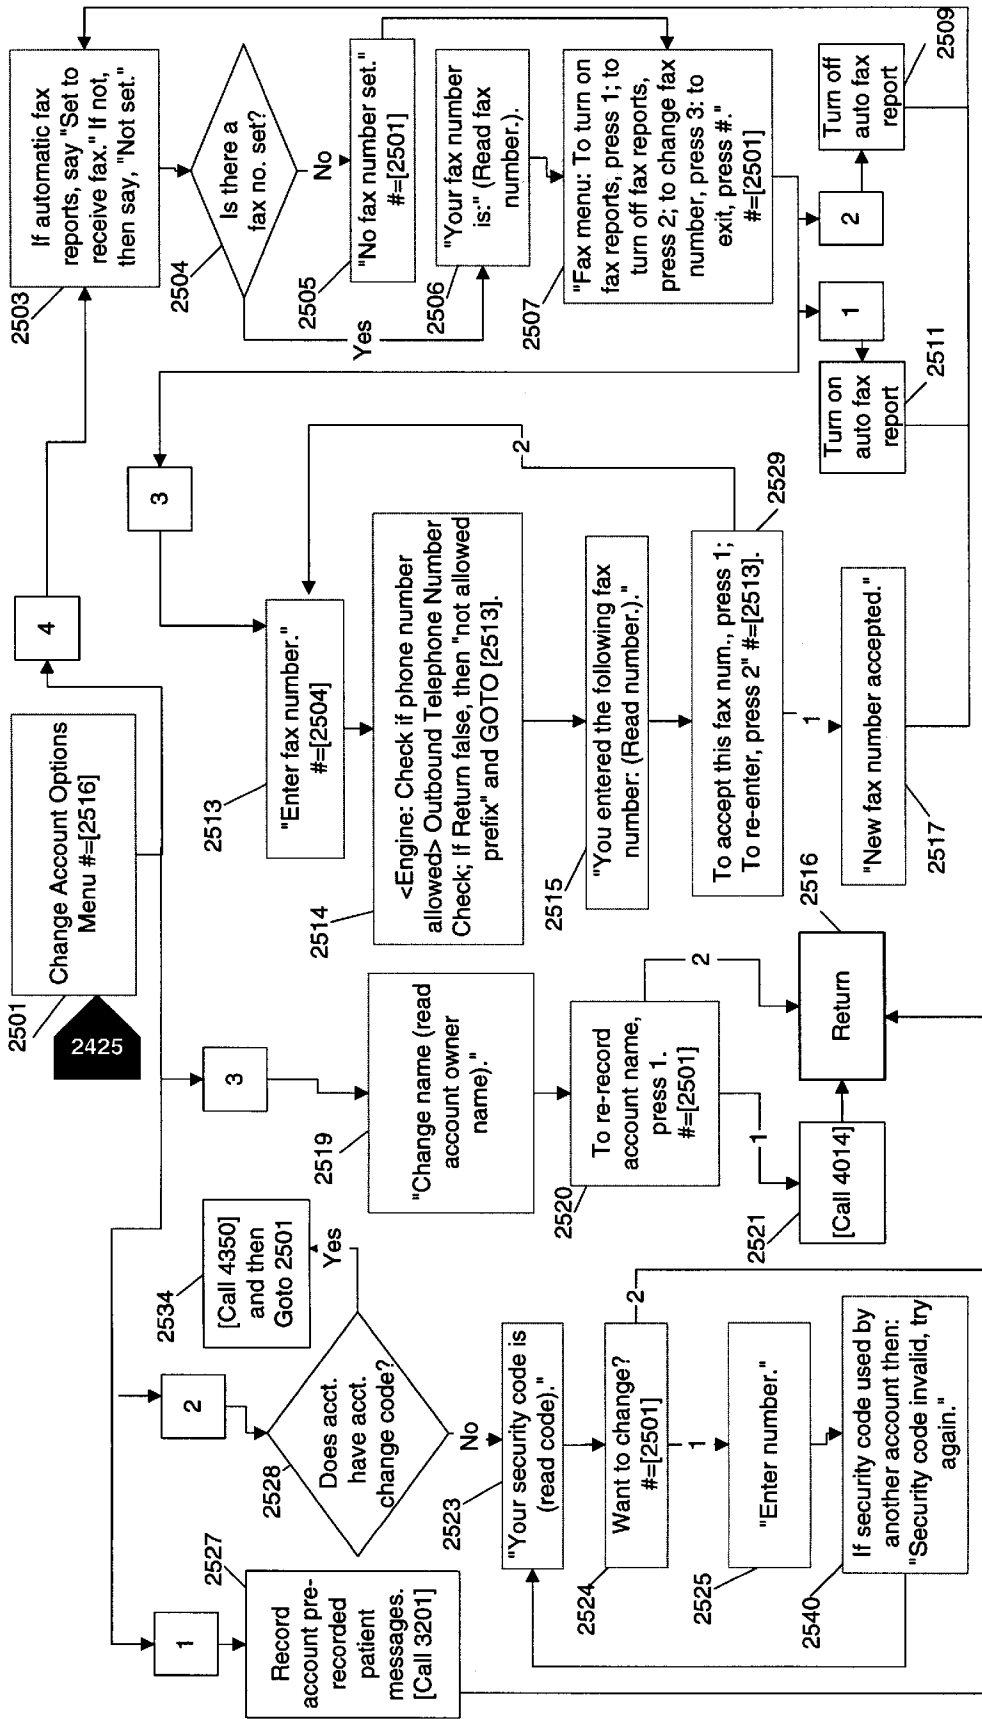 2501
Change Account Options
Menu #=[2516]
2425
1
2527
Record
account pre-
recorded
patient
messages.
[Call 3201]
2
2528
Does acct.
have acct.
change code?
Yes
2534
[Call 4350]
and then
Goto 2501
No
2523
"Your security code is
(read code)."
2524
Want to change?
#=[2501]
2
1
2525
"Enter number."
2540
If security code used by
another account then:
"Security code invalid, try
again."
3
2519
"Change name (read
account owner
name)."
2520
To re-record
account name,
press 1.
#=[2501]
1
2
2521
[Call 4014]
2516
Return
4
2503
If automatic fax
reports, say "Set to
receive fax." If not,
then say, "Not set."
2504
Is there a
fax no. set?
No
Yes
2505
"No fax number set."
#=[2501]
2506
"Your fax number
is:" (Read fax
number.).
2507
"Fax menu: To turn on
fax reports, press 1; to
turn off fax reports,
press 2; to change fax
number, press 3: to
exit, press #."
#=[2501]
1
2
Turn on
auto fax
report
2511
Turn off
auto fax
report
2509
3
2513
"Enter fax number."
#=[2504]
2514
<Engine: Check if phone number
allowed> Outbound Telephone Number
Check; If Return false, then "not allowed
prefix" and GOTO [2513].
2515
"You entered the following fax
number: (Read number.)."
2529
To accept this fax num., press 1;
To re-enter, press 2" #=[2513].
2
1
2517
"New fax number accepted."